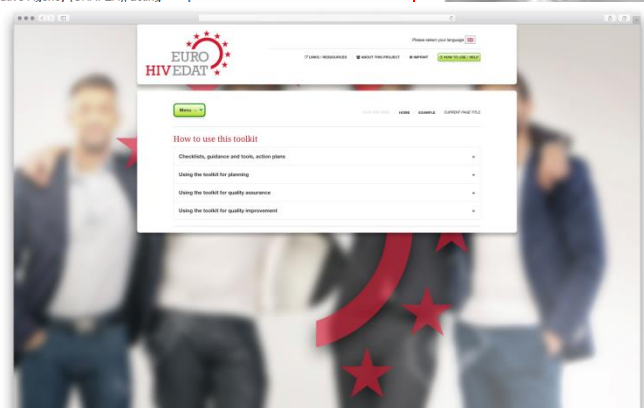 Please select your language
EURO
HIVEDAT
LINKS / RESSOURCES ABOUT THIS PROJECT IMPRINT HOW TO USE / HELP
Menu
HOME EXAMPLE CURRENT PAGE TITLE
How to use this toolkit
Checklists, guidance and tools, action plans
Using the toolkit for planning
Using the toolkit for quality assurance
Using the toolkit for quality improvement